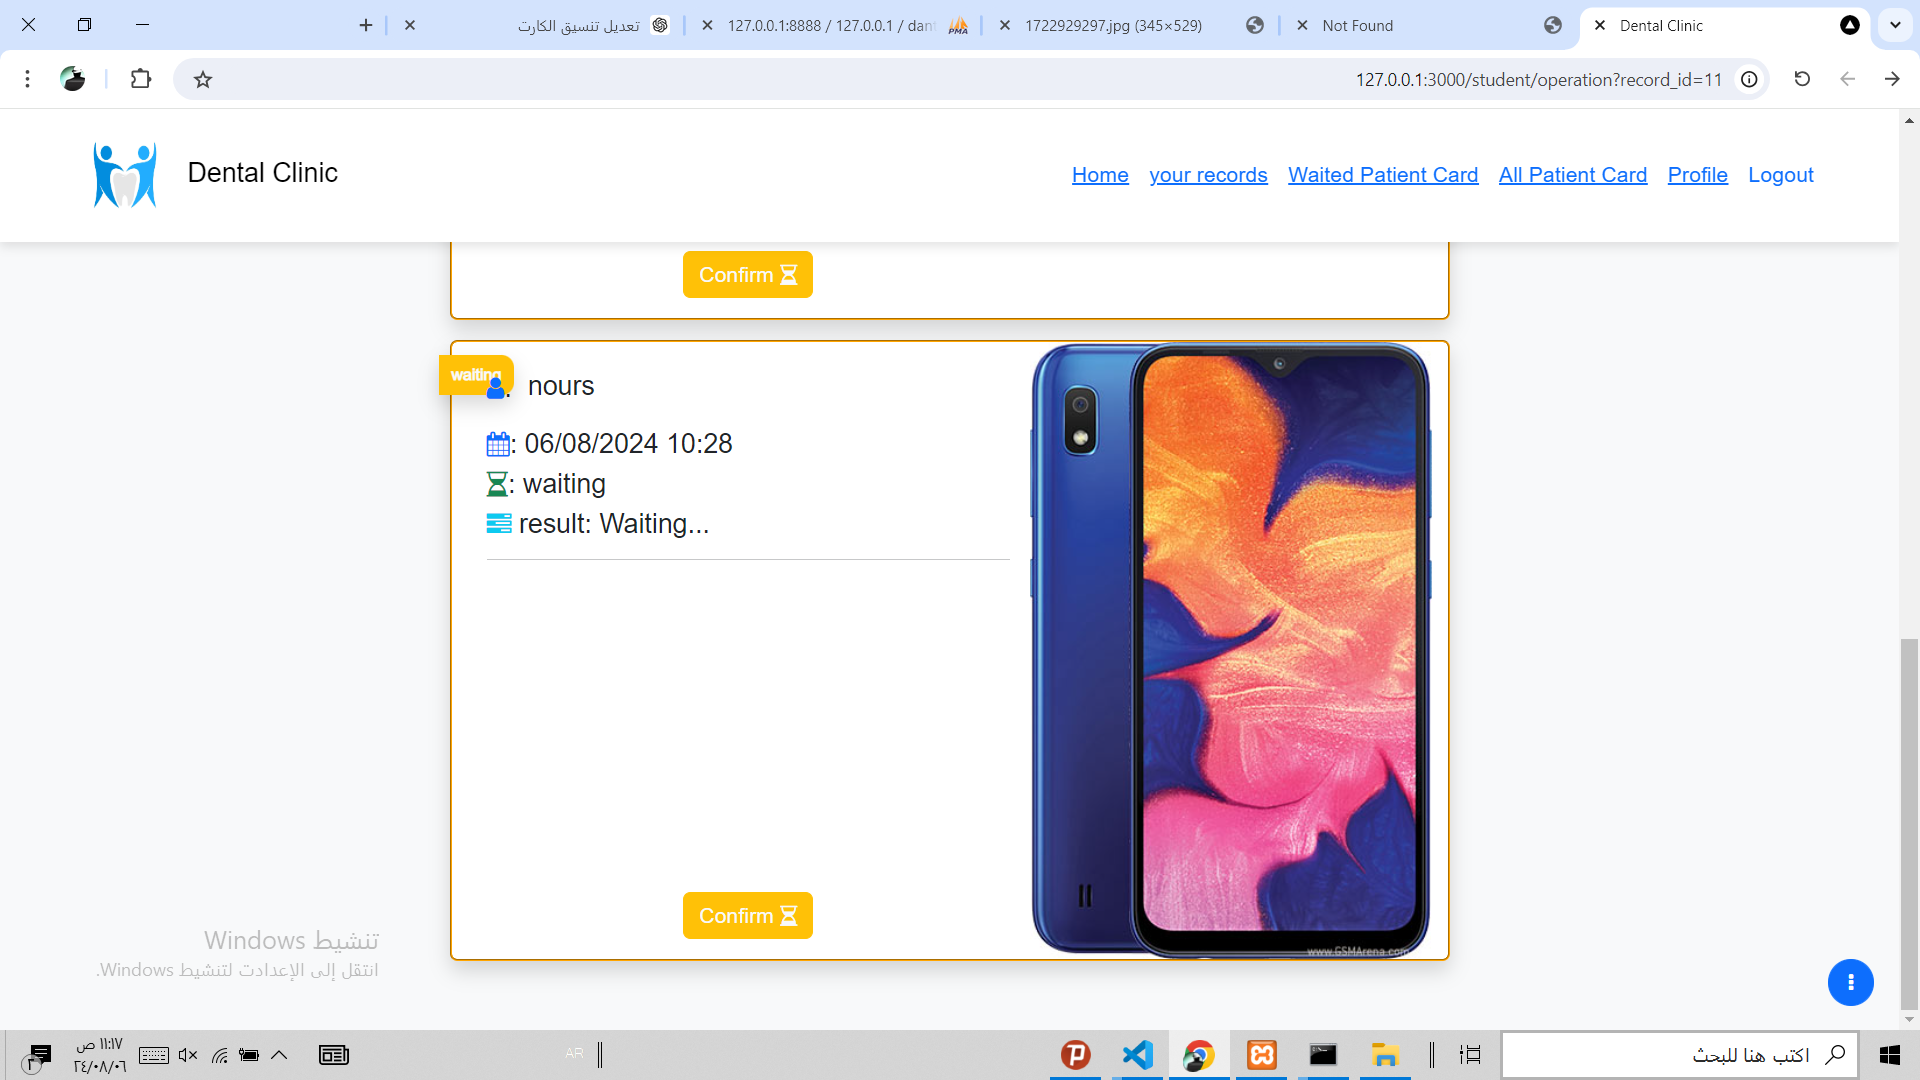 تعديل تنسيق الكارت
127.0.0.1:8888 / 127.0.0.1 / dant
1722929297.jpg (345×529)
Not Found
Dental Clinic
127.0.0.1:3000/student/operation?record_id=11
Dental Clinic
Home
your records
Waited Patient Card
All Patient Card
Profile
Logout
Confirm
waiting
: nours
: 06/08/2024 10:28
: waiting
result: Waiting...
Confirm
www.GSMArena.com
تنشيط Windows
انتقل إلى الإعدادت لتنشيط Windows.
١١:١٧ ص
٢٤/٠٨/٠٦
AR
اكتب هنا للبحث